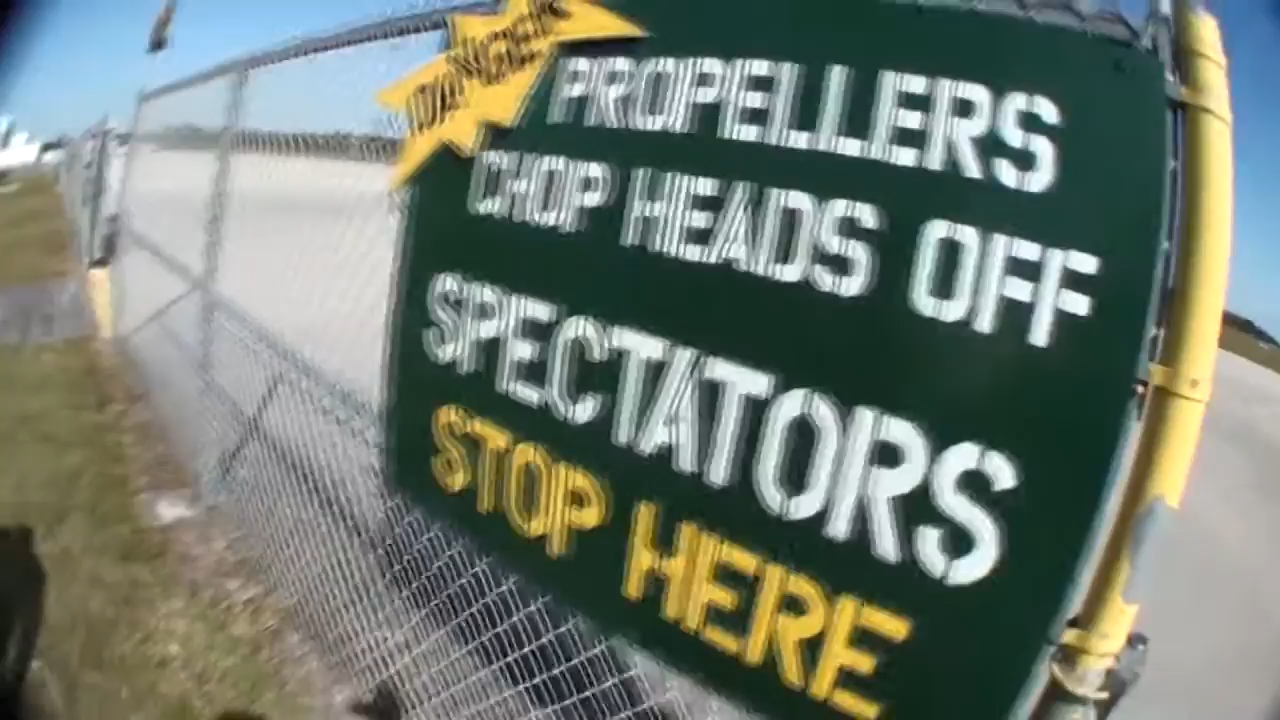 DANGER
PROPELLERS
CHOP HEADS OFF
SPECTATORS
STOP HERE